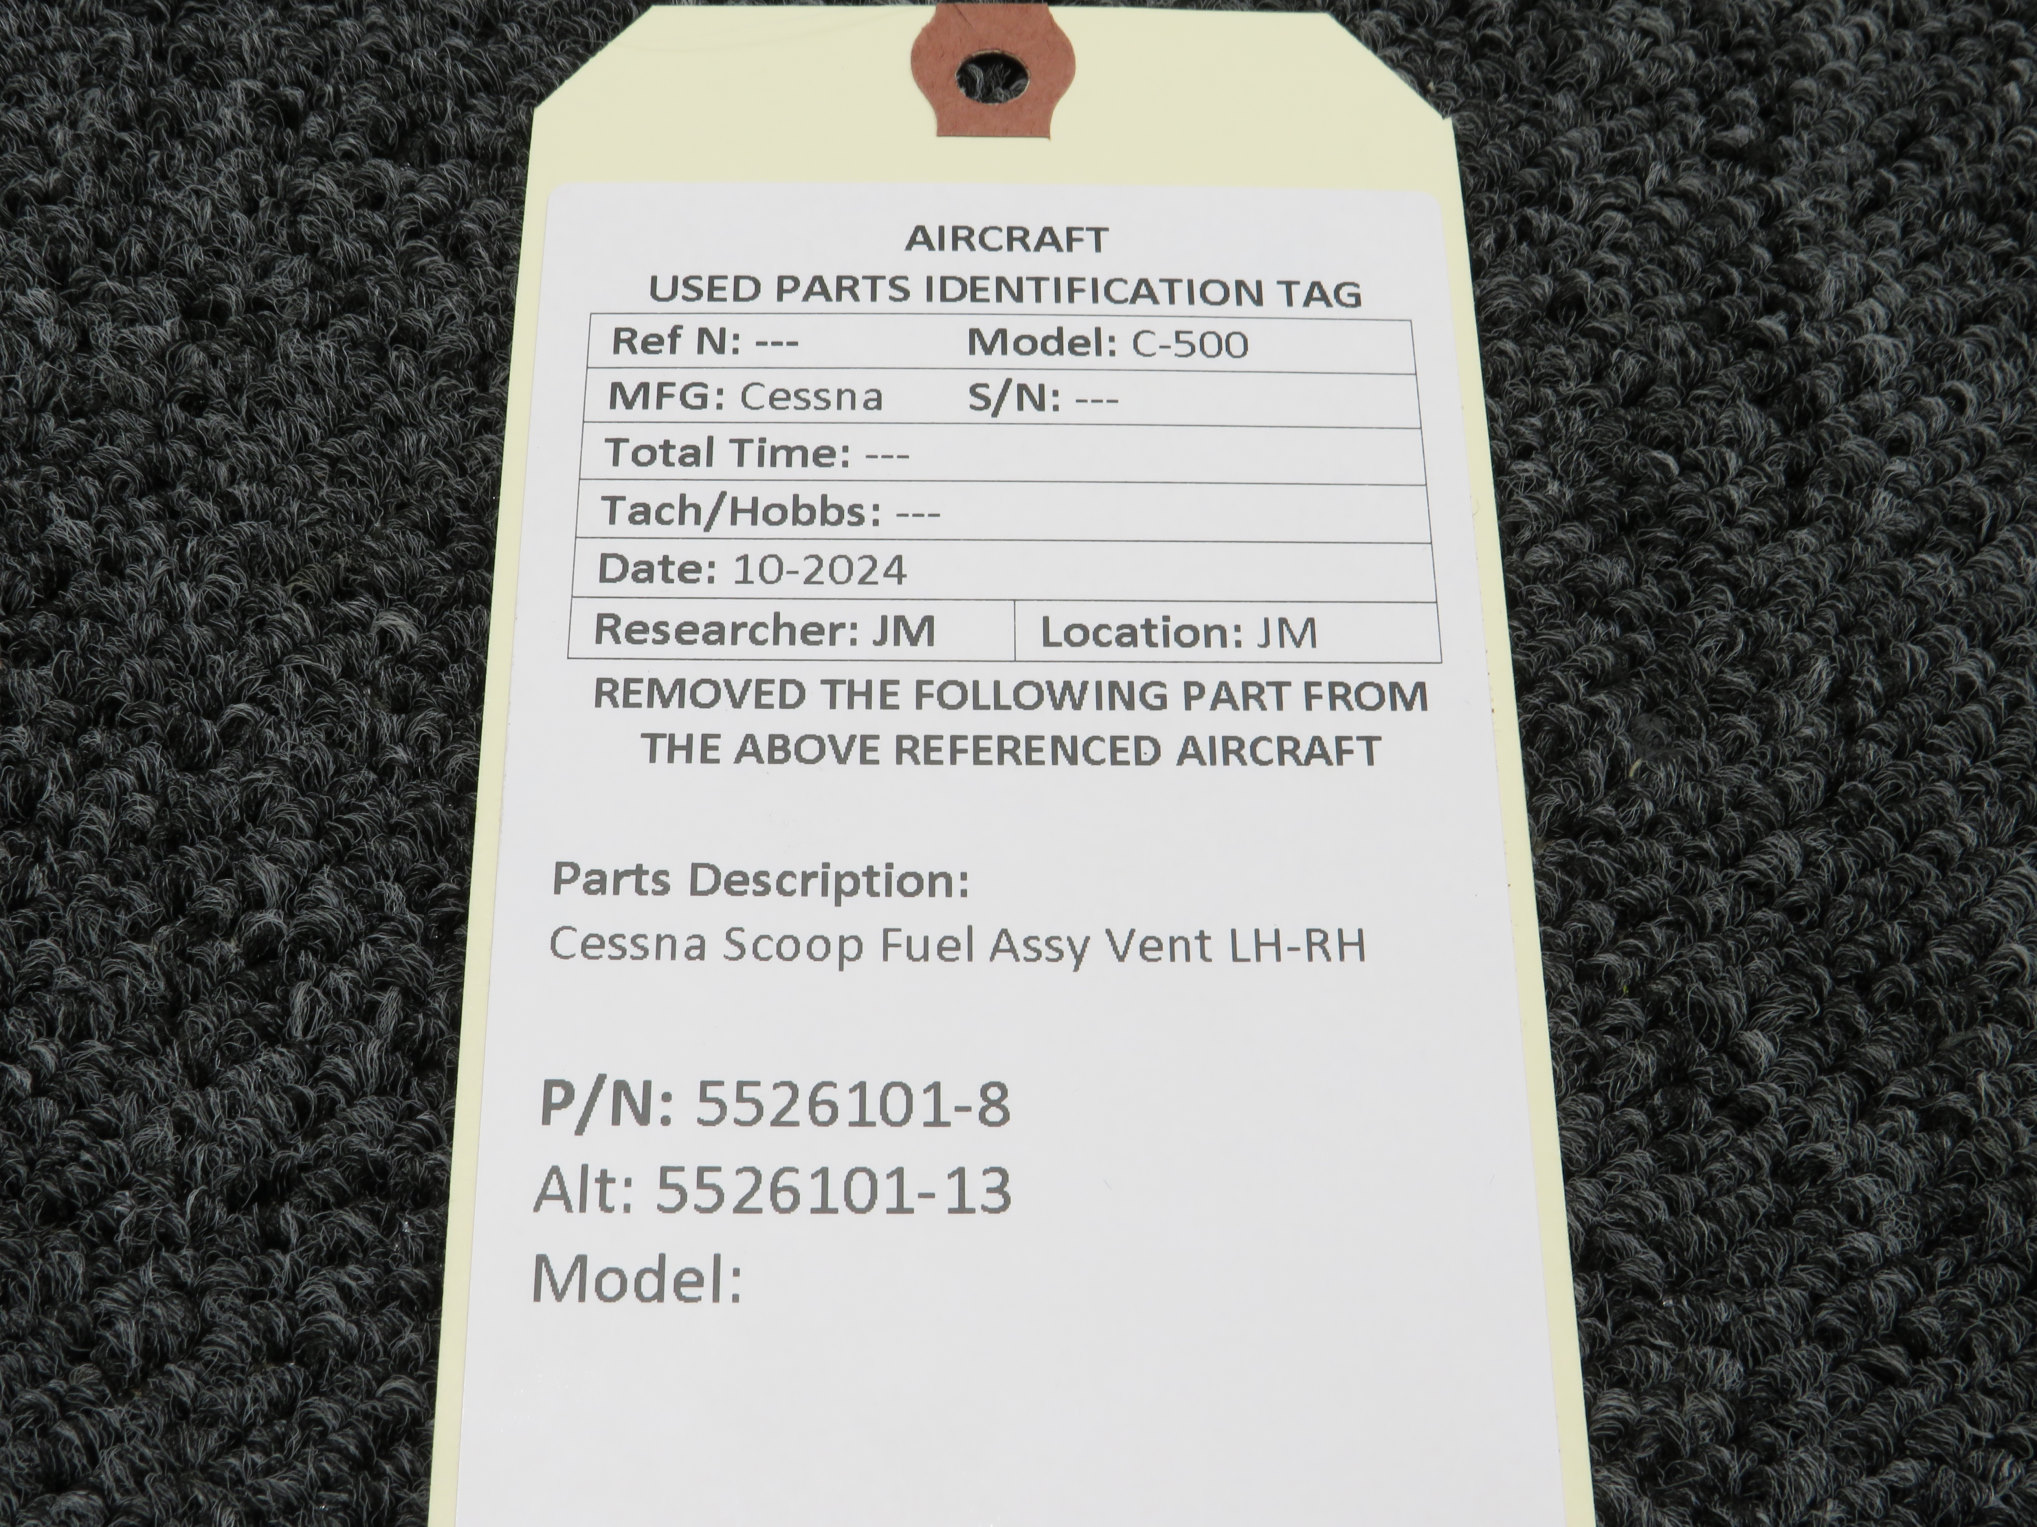 AIRCRAFT
USED PARTS IDENTIFICATION TAG
Ref N: --- Model: C-500
MFG: Cessna S/N: ---
Total Time: ---
Tach/Hobbs: ---
Date: 10-2024
Researcher: JM Location: JM
REMOVED THE FOLLOWING PART FROM
THE ABOVE REFERENCED AIRCRAFT
Parts Description:
Cessna Scoop Fuel Assy Vent LH-RH
P/N: 5526101-8
Alt: 5526101-13
Model: